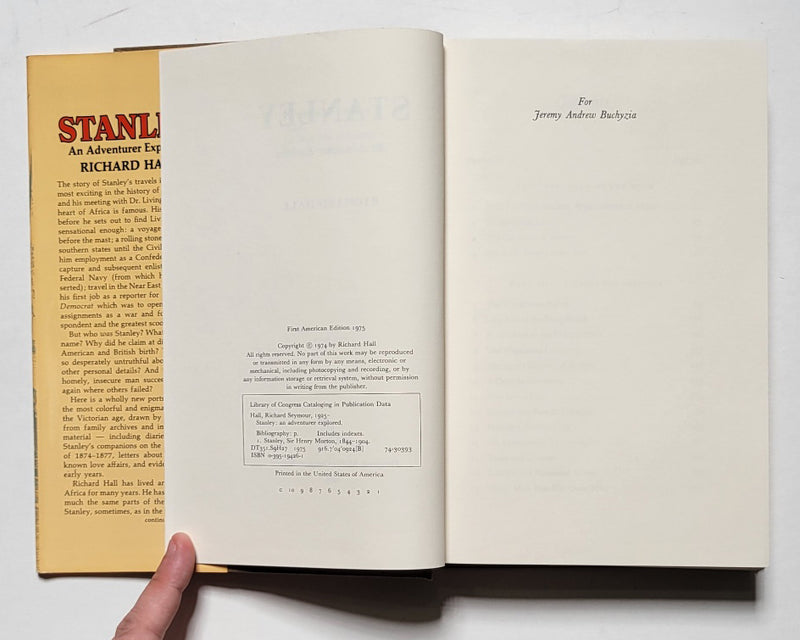 STANL
An Adventurer Exp
RICHARD HA
The story of Stanley's travels i
most exciting in the history of
and his meeting with Dr. Living
heart of Africa is famous. His
before he sets out to find Liv
sensational enough: a voyage
before the mast; a rolling stone
southern states until the Civil
him employment as a Confede
capture and subsequent enlist
Federal Navy (from which h
serted); travel in the Near East
his first job as a reporter for
Democrat which was to open
assignments as a war and fo
spondent and the greatest scoo
But who was Stanley? What
name? Why did he claim at di
American and British birth?
so desperately untruthful abo
other personal details? And
homely, insecure man succee
again where others failed?
Here is a wholly new portr
the most colorful and enigma
the Victorian age, drawn by
from family archives and in
material — including diarie
Stanley's companions on the
of 1874-1877, letters about
known love affairs, and evide
early years.
Richard Hall has lived an
Africa for many years. He has
much the same parts of the
Stanley, sometimes, as in the
contin
STANLEY
RICHARD HALL
First American Edition 1975
Copyright © 1974 by Richard Hall
All rights reserved. No part of this work may be reproduced
or transmitted in any form by any means, electronic or
mechanical, including photocopying and recording, or by
any information storage or retrieval system, without permission
in writing from the publisher.
Library of Congress Cataloging in Publication Data
Hall, Richard Seymour, 1925–
Stanley: an adventurer explored.
Bibliography: p. Includes indexes.
1. Stanley, Sir Henry Morton, 1844–1904.
DT351.S9H27 1975 916.7'04'0924[B] 74-30393
ISBN 0-395-19426-1
Printed in the United States of America
C 10 9 8 7 6 5 4 3 2 1
For
Jeremy Andrew Buchyzia